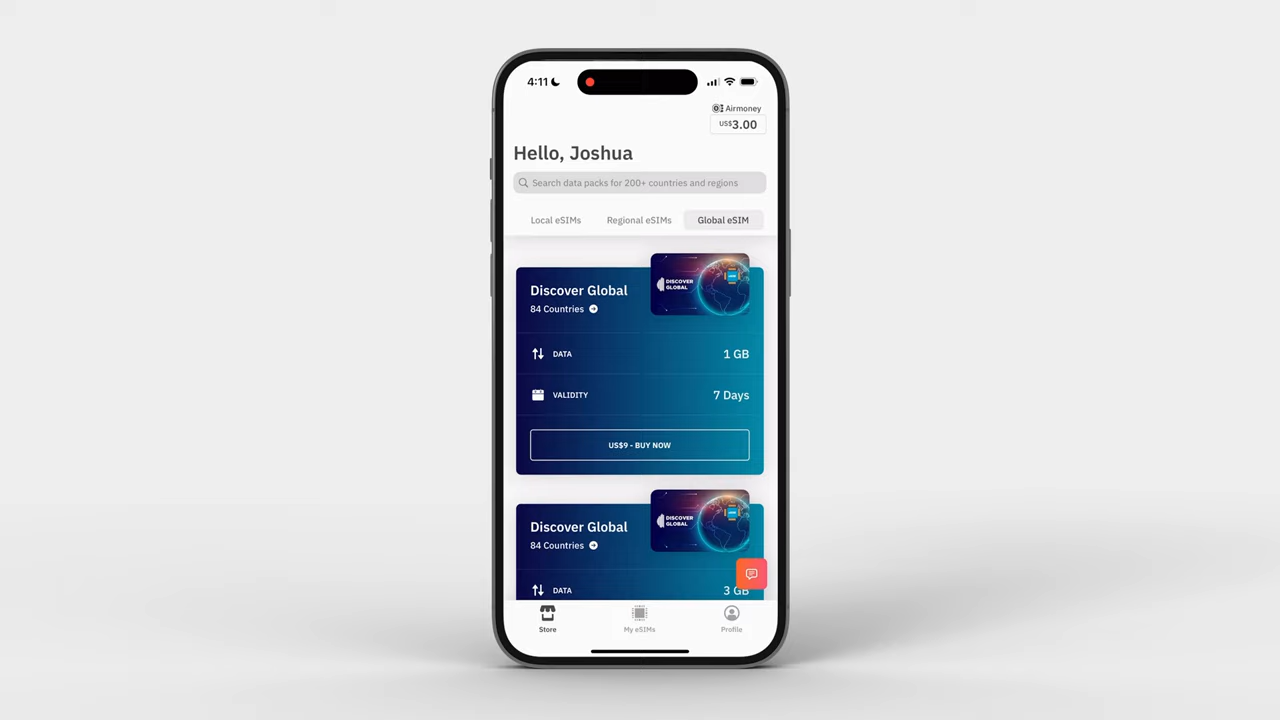 4:11
Airmoney
US$3.00
Hello, Joshua
Search data packs for 200+ countries and regions
Local eSIMs
Regional eSIMs
Global eSIM
Discover Global
84 Countries
DISCOVER
GLOBAL
DATA
1 GB
VALIDITY
7 Days
US$9 - BUY NOW
Discover Global
84 Countries
DISCOVER
GLOBAL
DATA
3 GB
Store
My eSIMs
Profile